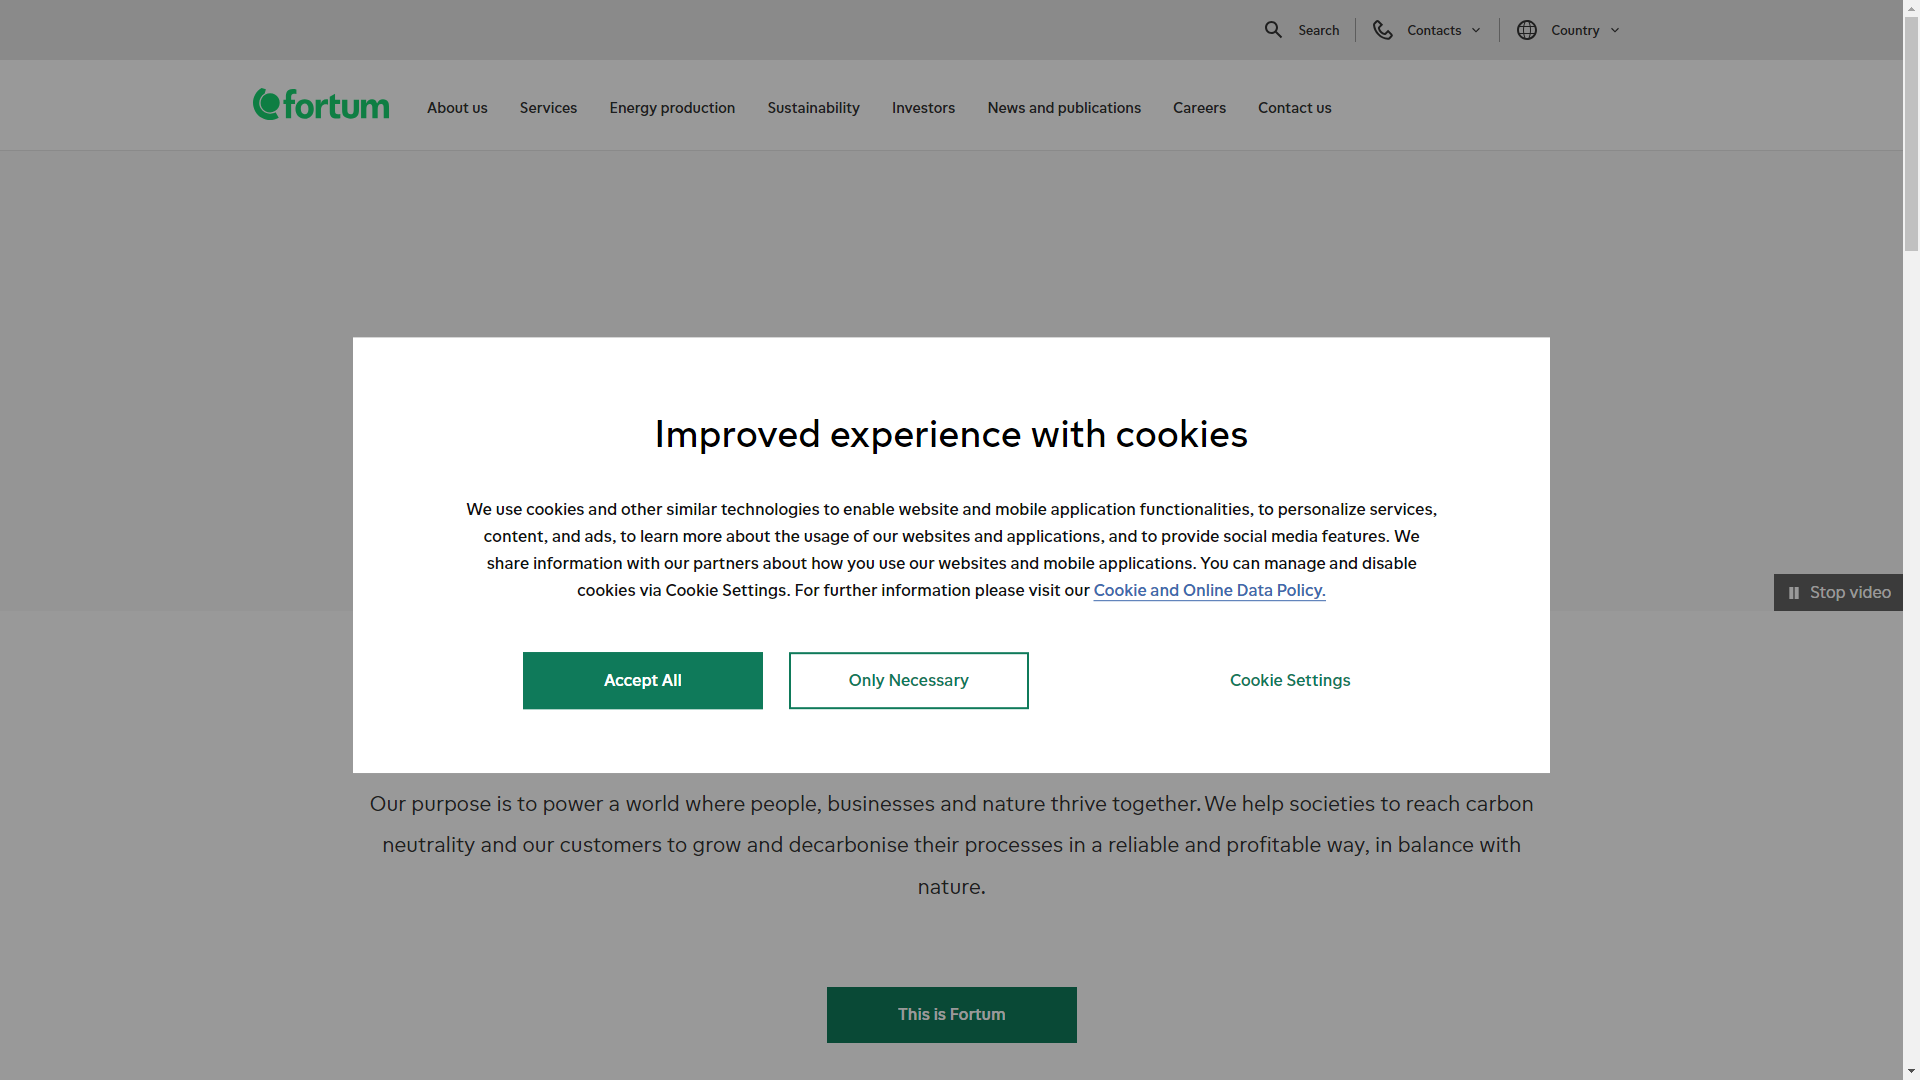 Search
Contacts
Country
fortum
About us
Services
Energy production
Sustainability
Investors
News and publications
Careers
Contact us
Improved experience with cookies
We use cookies and other similar technologies to enable website and mobile application functionalities, to personalize services,
content, and ads, to learn more about the usage of our websites and applications, and to provide social media features. We
share information with our partners about how you use our websites and mobile applications. You can manage and disable
cookies via Cookie Settings. For further information please visit our Cookie and Online Data Policy.
Stop video
Accept All
Only Necessary
Cookie Settings
Our purpose is to power a world where people, businesses and nature thrive together. We help societies to reach carbon
neutrality and our customers to grow and decarbonise their processes in a reliable and profitable way, in balance with
nature.
This is Fortum